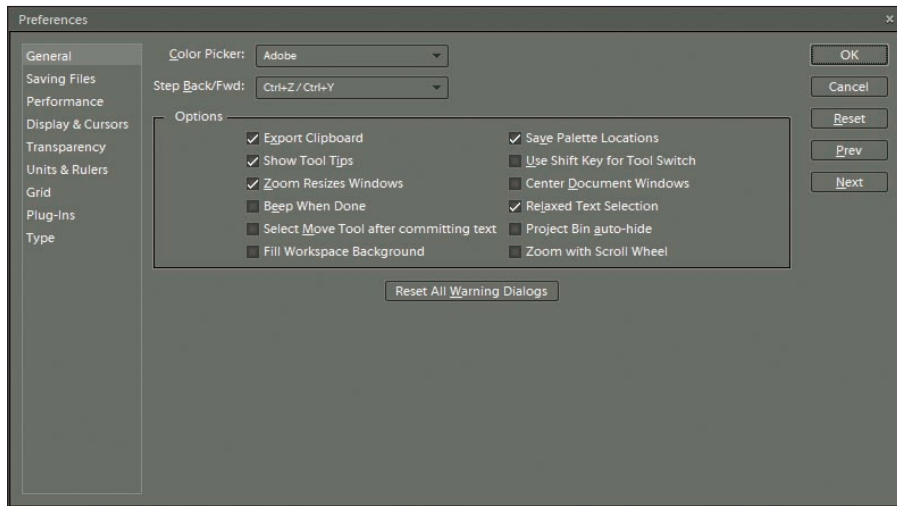 Preferences
x
General
Saving Files
Performance
Display & Cursors
Transparency
Units & Rulers
Grid
Plug-Ins
Type
Color Picker: Adobe
Step Back/Fwd: Ctrl+Z / Ctrl+Y
Options
Export Clipboard
Show Tool Tips
Zoom Resizes Windows
Beep When Done
Select Move Tool after committing text
Fill Workspace Background
Save Palette Locations
Use Shift Key for Tool Switch
Center Document Windows
Relaxed Text Selection
Project Bin auto-hide
Zoom with Scroll Wheel
Reset All Warning Dialogs
OK
Cancel
Reset
Prev
Next